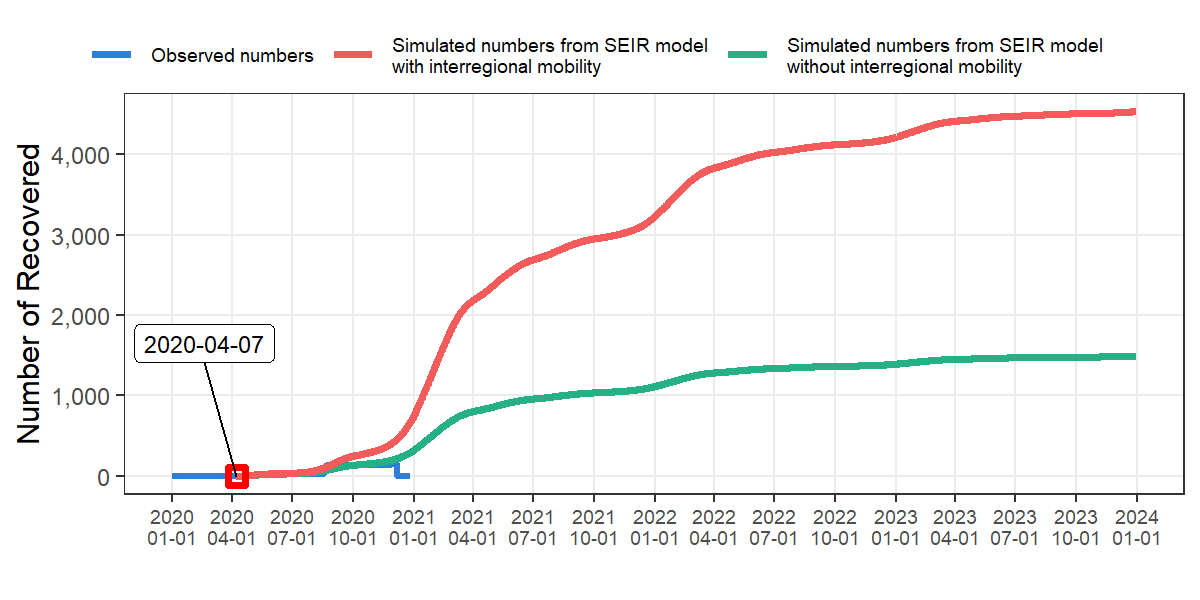 Observed numbers
Simulated numbers from SEIR model
with interregional mobility
Simulated numbers from SEIR model
without interregional mobility
Number of Recovered
4,000
3,000
2,000
1,000
0
2020-04-07
2020 2020 2020 2020 2021 2021 2021 2021 2022 2022 2022 2022 2023 2023 2023 2023 2024
01-01 04-01 07-01 10-01 01-01 04-01 07-01 10-01 01-01 04-01 07-01 10-01 01-01 04-01 07-01 10-01 01-01